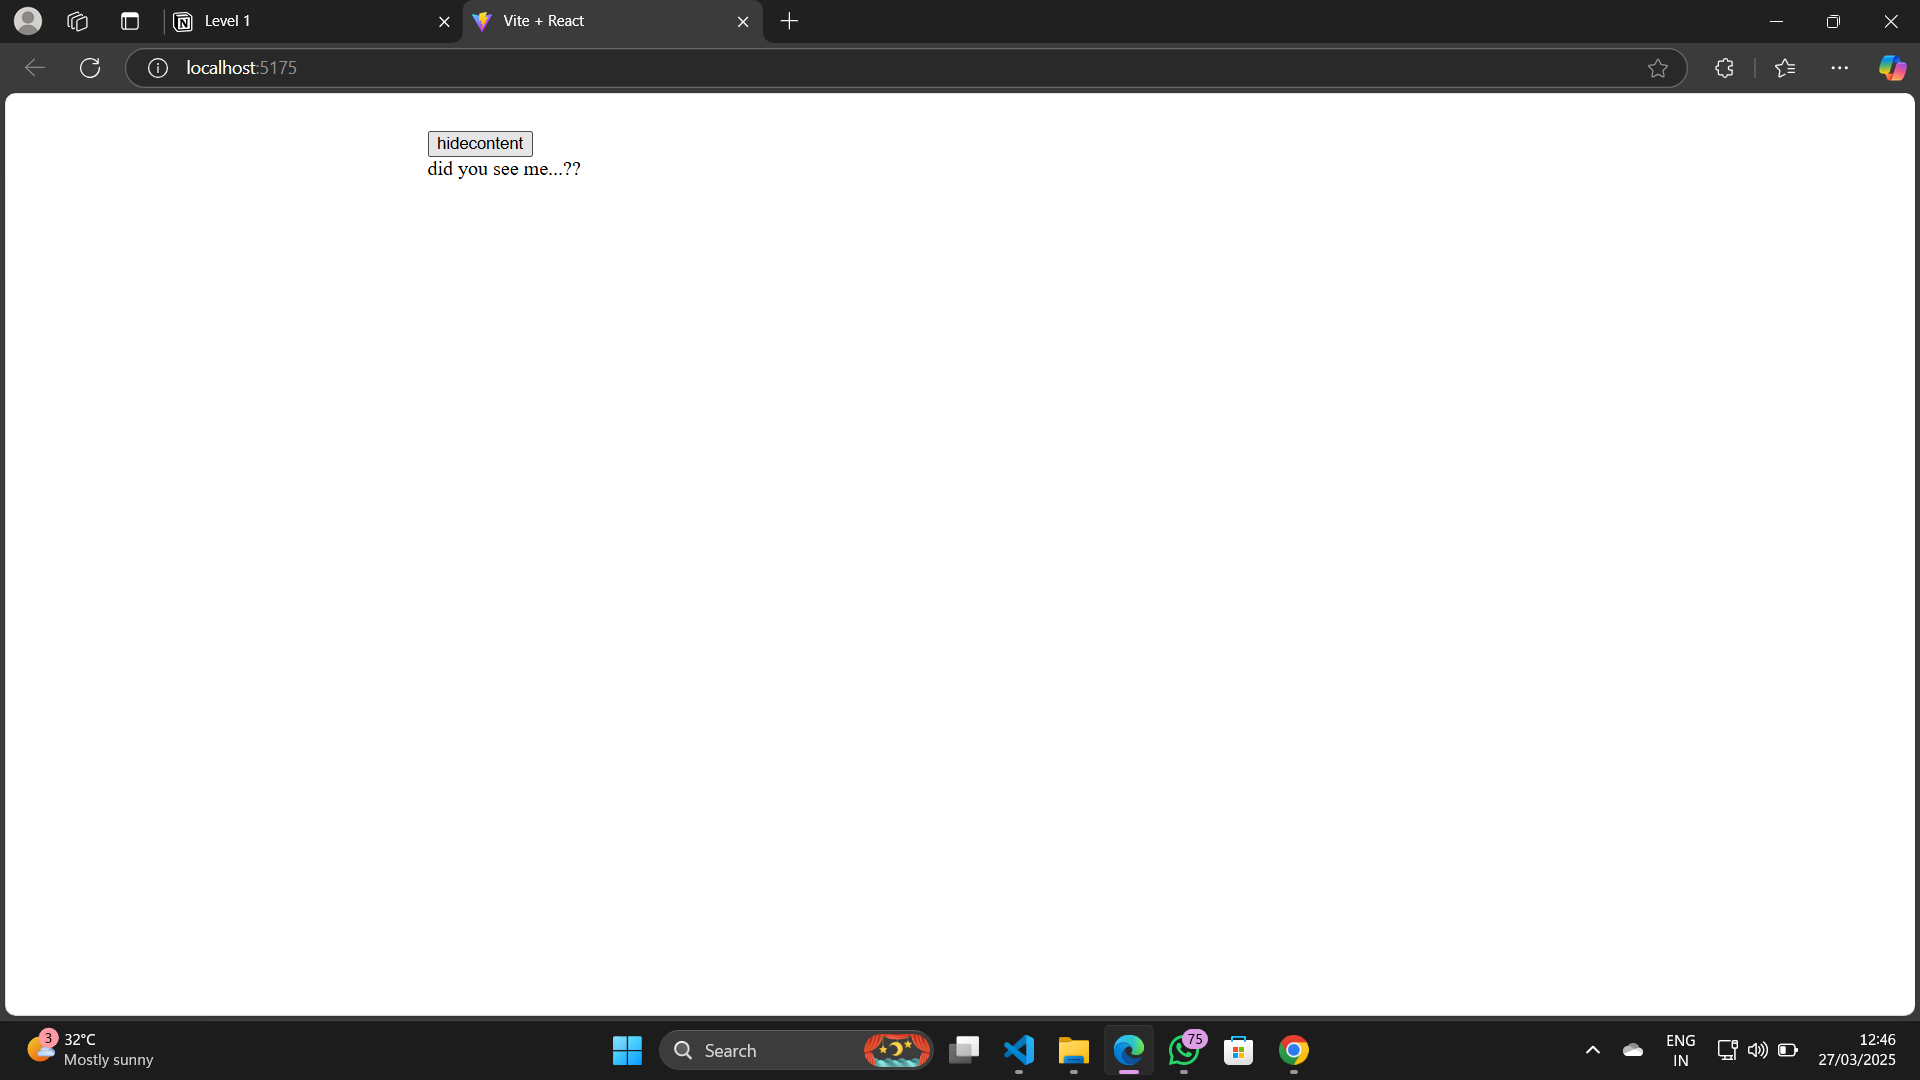 Level 1
Vite + React
localhost:5175
hidecontent
did you see me...??
3
32°C
Mostly sunny
Search
75
ENG
IN
12:46
27/03/2025